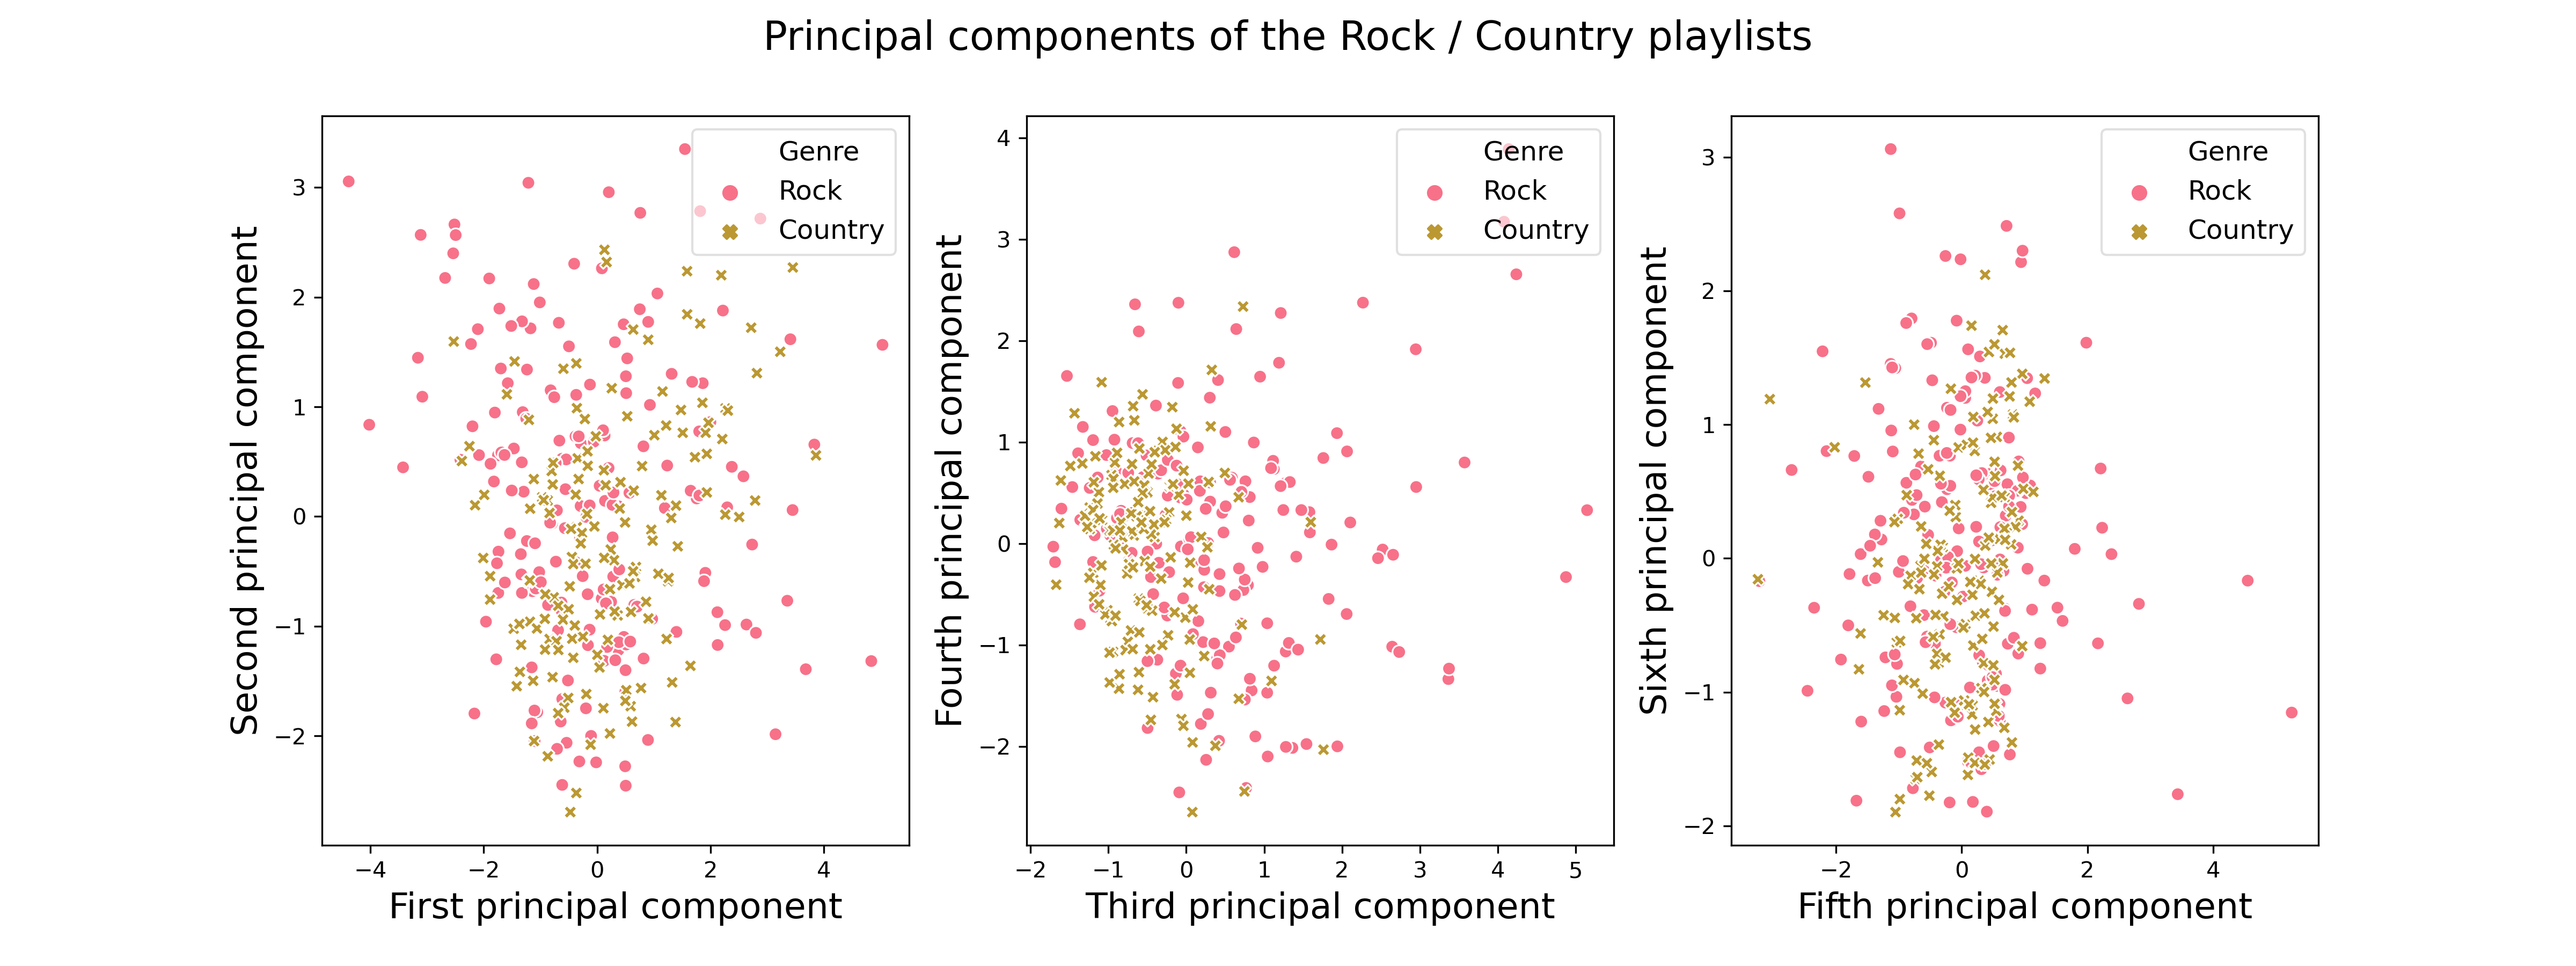 Principal components of the Rock / Country playlists
Second principal component
3
2
1
0
−1
−2
−4
−2
0
2
4
First principal component
Genre
Rock
Country
Fourth principal component
4
3
2
1
0
−1
−2
−2
−1
0
1
2
3
4
5
Third principal component
Genre
Rock
Country
Sixth principal component
3
2
1
0
−1
−2
−2
0
2
4
Fifth principal component
Genre
Rock
Country